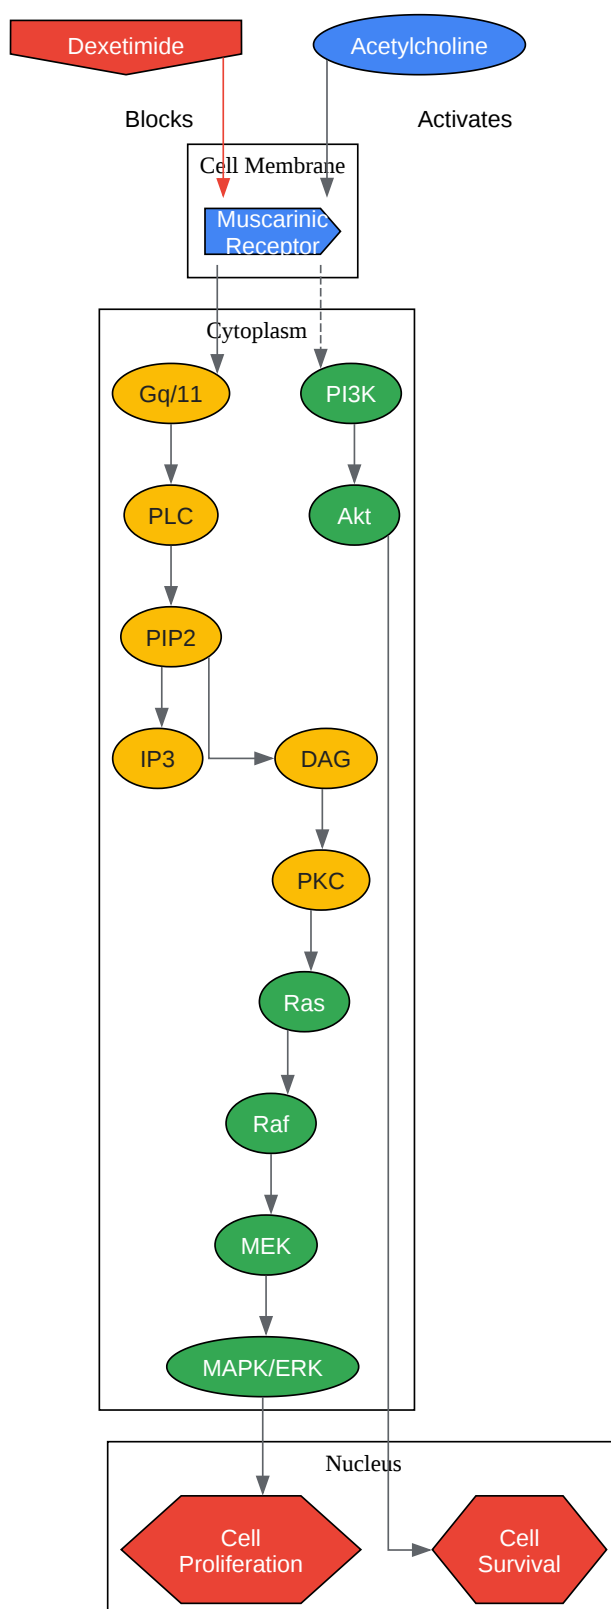 Dexetimide
Acetylcholine
Blocks
Activates
Cell Membrane
Muscarinic
Receptor
Cytoplasm
Gq/11
PI3K
PLC
Akt
PIP2
IP3
DAG
PKC
Ras
Raf
MEK
MAPK/ERK
Nucleus
Cell
Proliferation
Cell
Survival